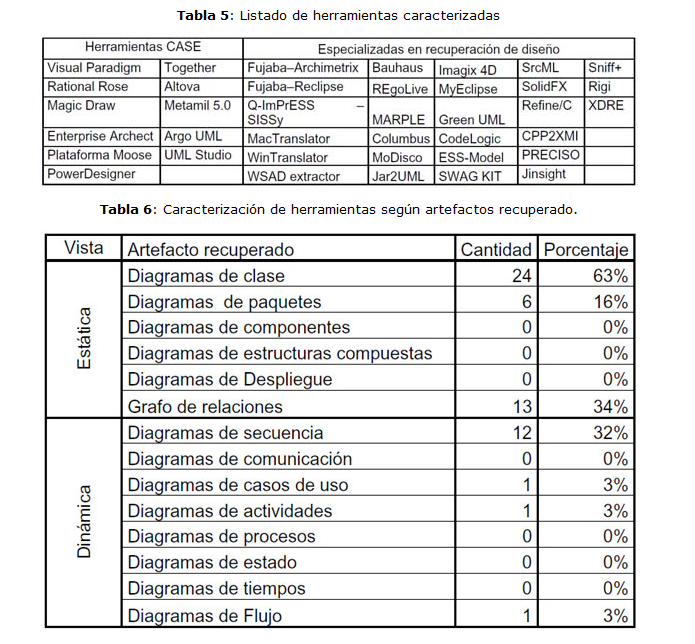 Tabla 5: Listado de herramientas caracterizadas
Herramientas CASE Especializadas en recuperación de diseño
Visual Paradigm Together Fujaba–Archimetrix Bauhaus Imagix 4D SrcML Sniff+
Rational Rose Altova Fujaba–Reclipse REgoLive MyEclipse SolidFX Rigi
Magic Draw Metamil 5.0 Q-ImPrESS – SISSy MARPLE Green UML Refine/C XDRE
Enterprise Archect Argo UML MacTranslator Columbus CodeLogic CPP2XMI
Plataforma Moose UML Studio WinTranslator MoDisco ESS-Model PRECISO
PowerDesigner WSAD extractor Jar2UML SWAG KIT Jinsight
Tabla 6: Caracterización de herramientas según artefactos recuperado.
Vista Artefacto recuperado Cantidad Porcentaje
Estática
Diagramas de clase 24 63%
Diagramas de paquetes 6 16%
Diagramas de componentes 0 0%
Diagramas de estructuras compuestas 0 0%
Diagramas de Despliegue 0 0%
Grafo de relaciones 13 34%
Dinámica
Diagramas de secuencia 12 32%
Diagramas de comunicación 0 0%
Diagramas de casos de uso 1 3%
Diagramas de actividades 1 3%
Diagramas de procesos 0 0%
Diagramas de estado 0 0%
Diagramas de tiempos 0 0%
Diagramas de Flujo 1 3%